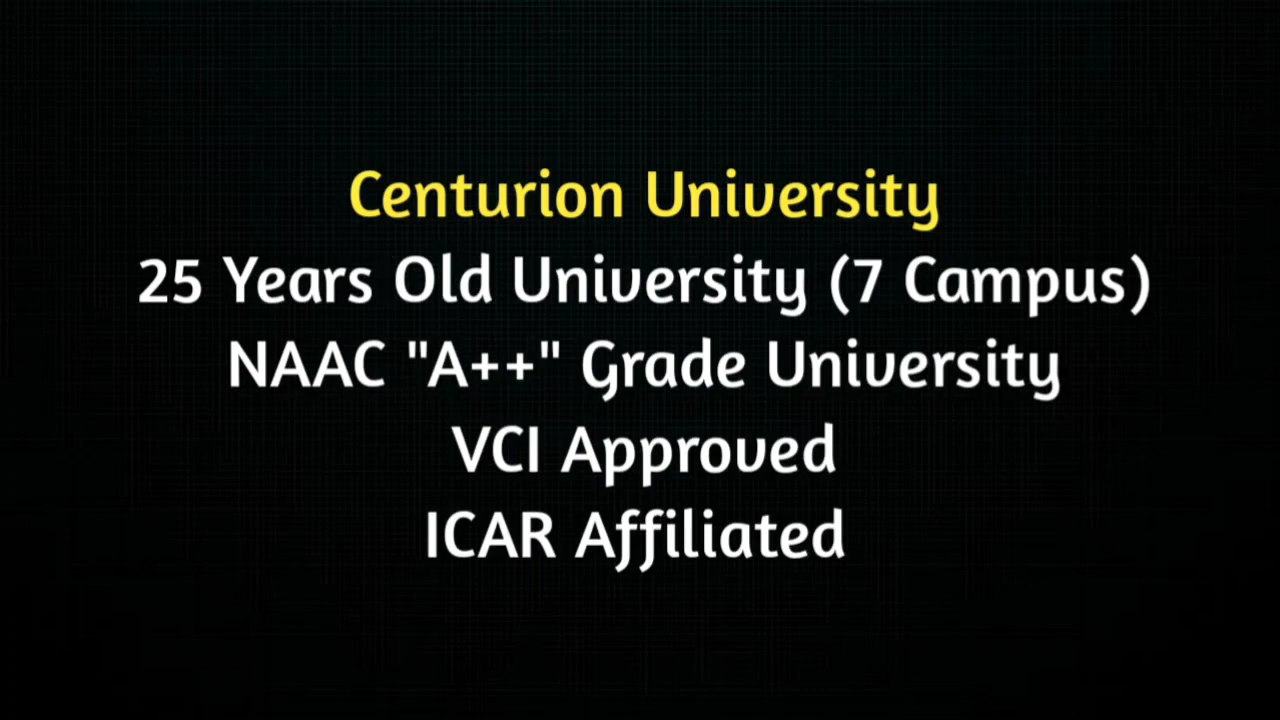 Centurion University
25 Years Old University (7 Campus)
NAAC "A++" Grade University
VCI Approved
ICAR Affiliated